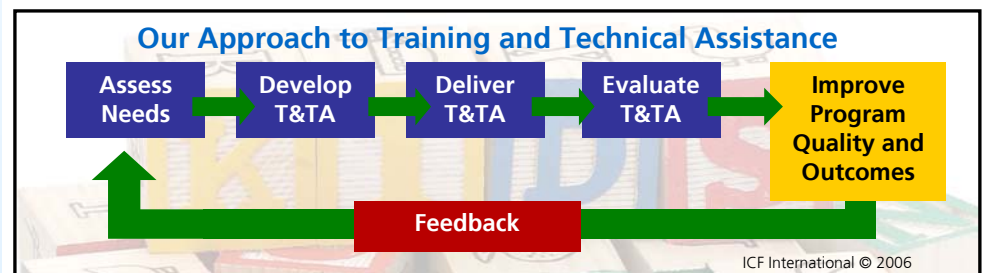 Our Approach to Training and Technical Assistance
Assess
Needs
Develop
T&TA
Deliver
T&TA
Evaluate
T&TA
Improve
Program
Quality and
Outcomes
Feedback
KIDS
ICF International © 2006